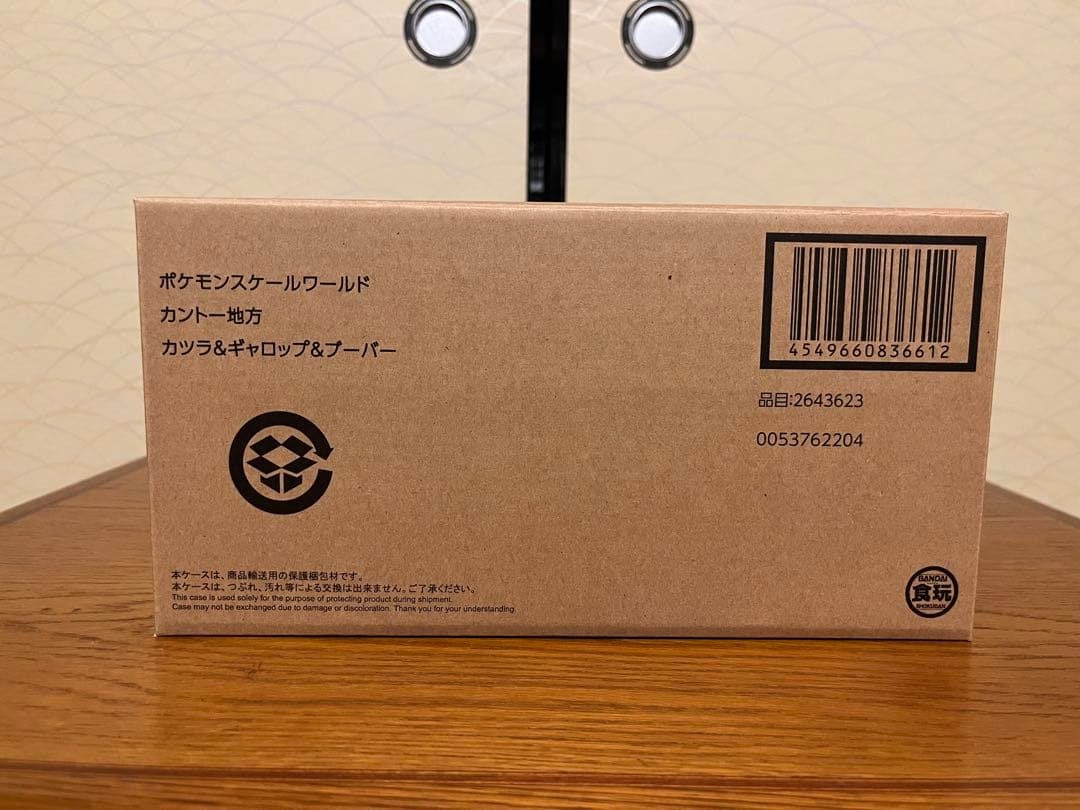 ポケモンスケールワールド
カントー地方
カツラ&ギャロップ&ブーバー
4549660836612
品目:2643623
0053762204
本ケースは、商品輸送用の保護梱包材です。
本ケースは、つぶれ、汚れ等による交換は出来ません。ご了承ください。
This case is used solely for the purpose of protecting product during shipment.
Case may not be exchanged due to damage or discoloration. Thank you for your understanding.
BANDAI
食玩
SHOKUGAN